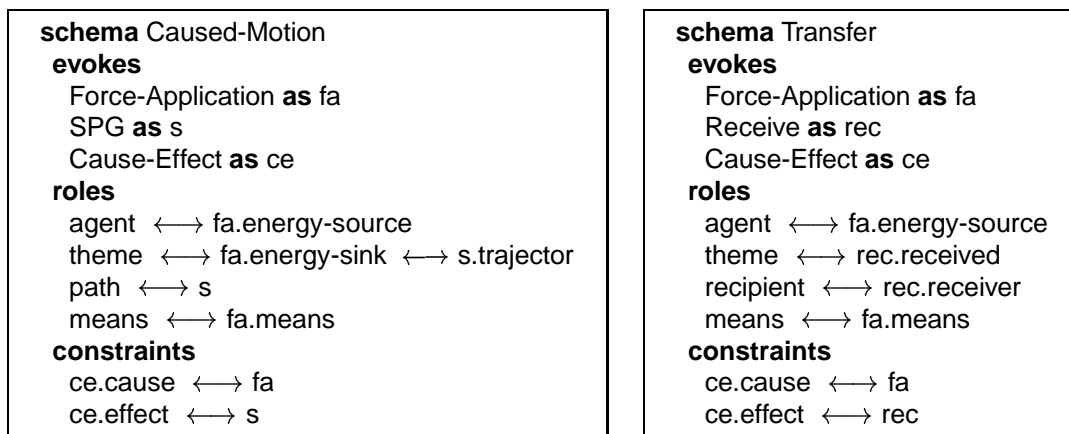 schema Caused-Motion
evokes
Force-Application as fa
SPG as s
Cause-Effect as ce
roles
agent ⟷ fa.energy-source
theme ⟷ fa.energy-sink ⟷ s.trajector
path ⟷ s
means ⟷ fa.means
constraints
ce.cause ⟷ fa
ce.effect ⟷ s
schema Transfer
evokes
Force-Application as fa
Receive as rec
Cause-Effect as ce
roles
agent ⟷ fa.energy-source
theme ⟷ rec.received
recipient ⟷ rec.receiver
means ⟷ fa.means
constraints
ce.cause ⟷ fa
ce.effect ⟷ rec